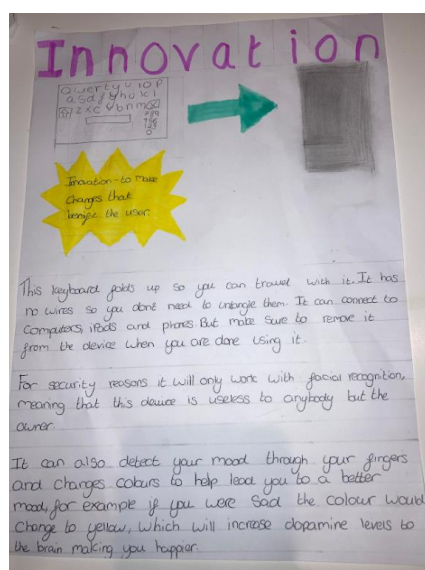 Innovation
Qwertyuiop
Innovation - to make
changes that
the user.
This keyboard folds up so you can travel with it. It has
no wires so you dont need to untangle them. It can connect to
Computers, iPods and phones. But make sure to remove it
from the device when you are done using it.
For security reasons it will only work with facial recognition,
meaning that this device is useless to anybody but the
owner
It can also detect your mood through your fingers
and changes colours to help lead you to a better
mood, for example if you were sad the colour would
change to yellow, which will increase dopamine levels to
the brain making you happier.